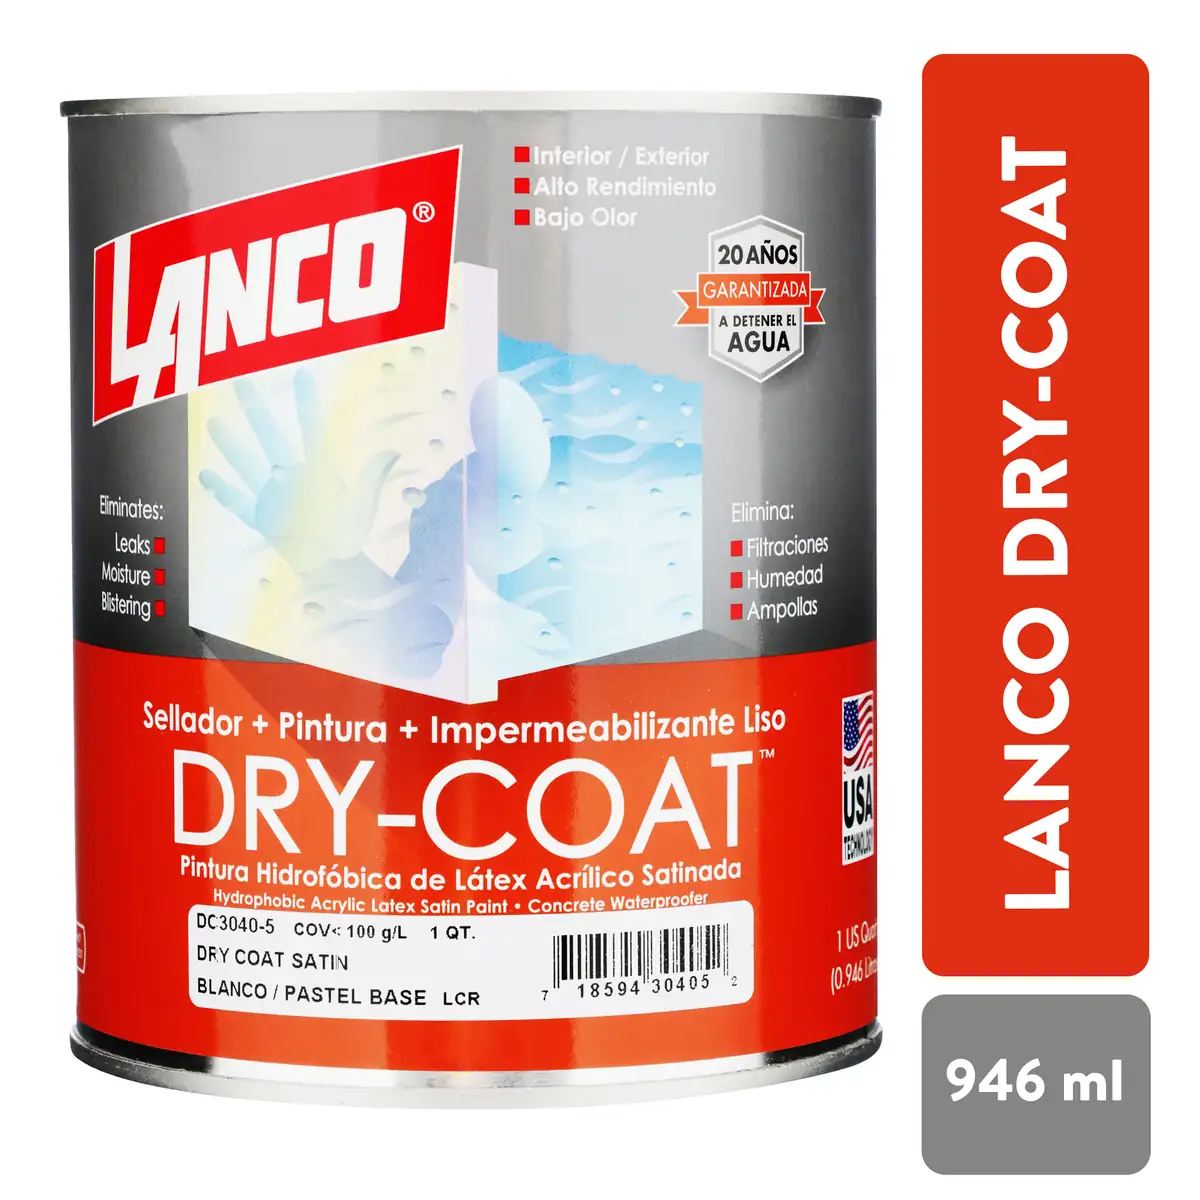 LANCO®
Interior / Exterior
Alto Rendimiento
Bajo Olor
20 AÑOS
GARANTIZADA
A DETENER EL
AGUA
Eliminates:
Leaks
Moisture
Blistering
Elimina:
Filtraciones
Humedad
Ampollas
Sellador + Pintura + Impermeabilizante Liso
DRY-COAT™
Pintura Hidrofóbica de Látex Acrílico Satinada
Hydrophobic Acrylic Latex Satin Paint • Concrete Waterproofer
USA
TECHNOLOGY
DC3040-5 COV< 100 g/L 1 QT.
DRY COAT SATIN
BLANCO / PASTEL BASE LCR
7 18594 30405 2
1 US Quar
(0.946 Litros
LANCO DRY-COAT
946 ml